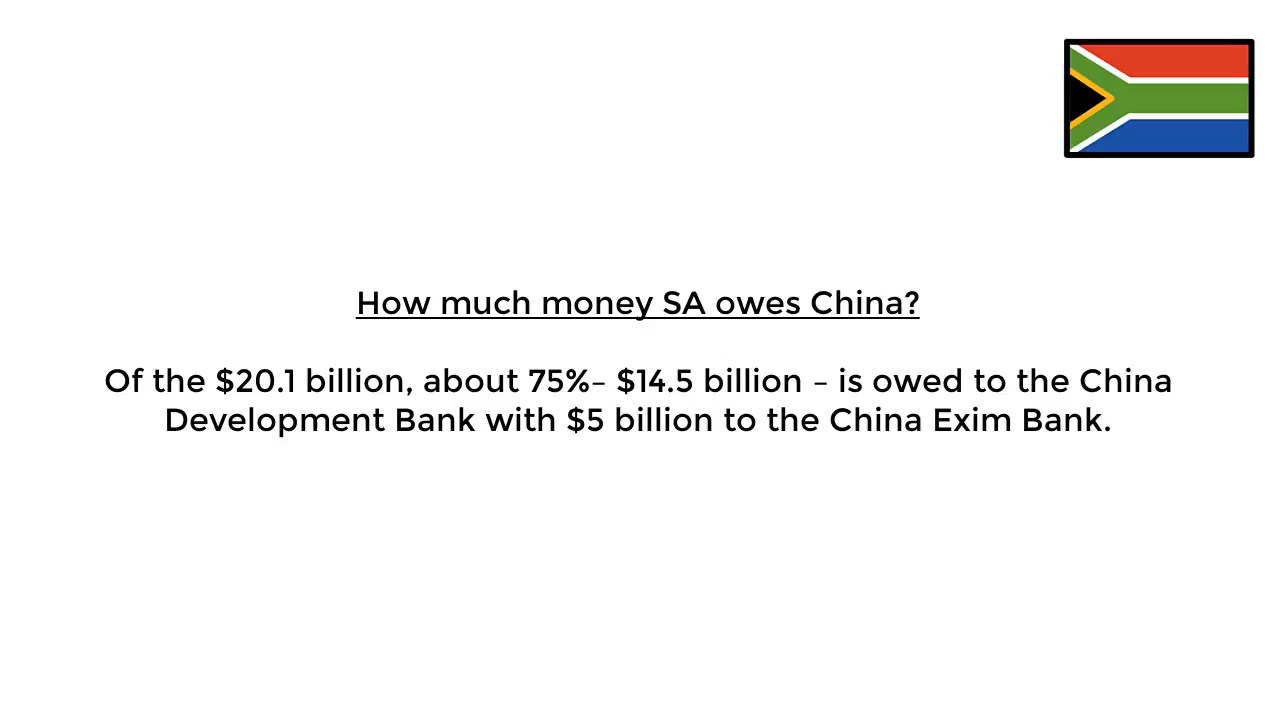 How much money SA owes China?
Of the $20.1 billion, about 75%– $14.5 billion – is owed to the China
Development Bank with $5 billion to the China Exim Bank.